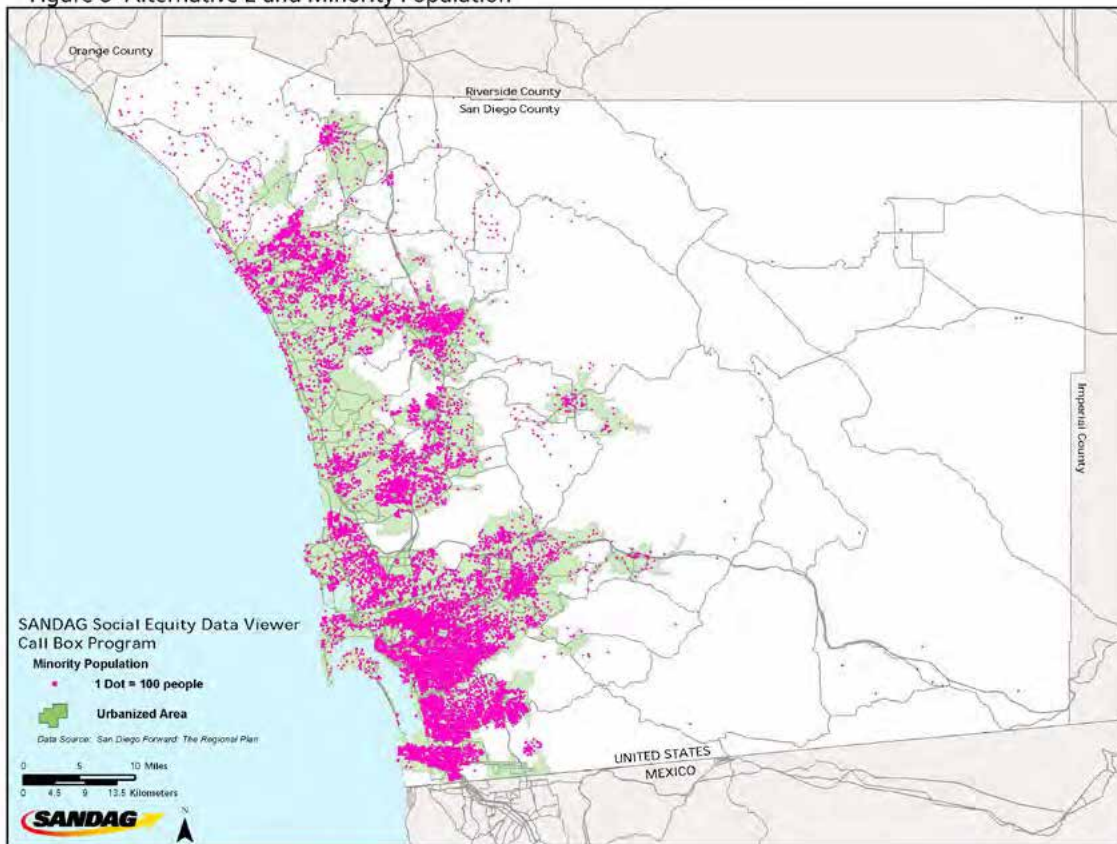 Figure 8 Alternative 2 and Minority Population
Orange County
Riverside County
San Diego County
Imperial County
SANDAG Social Equity Data Viewer
Call Box Program
Minority Population
1 Dot = 100 people
Urbanized Area
Data Source: San Diego Forward: The Regional Plan
0 5 10 Miles
0 4.5 9 13.5 Kilometers
SANDAG
N
UNITED STATES
MEXICO